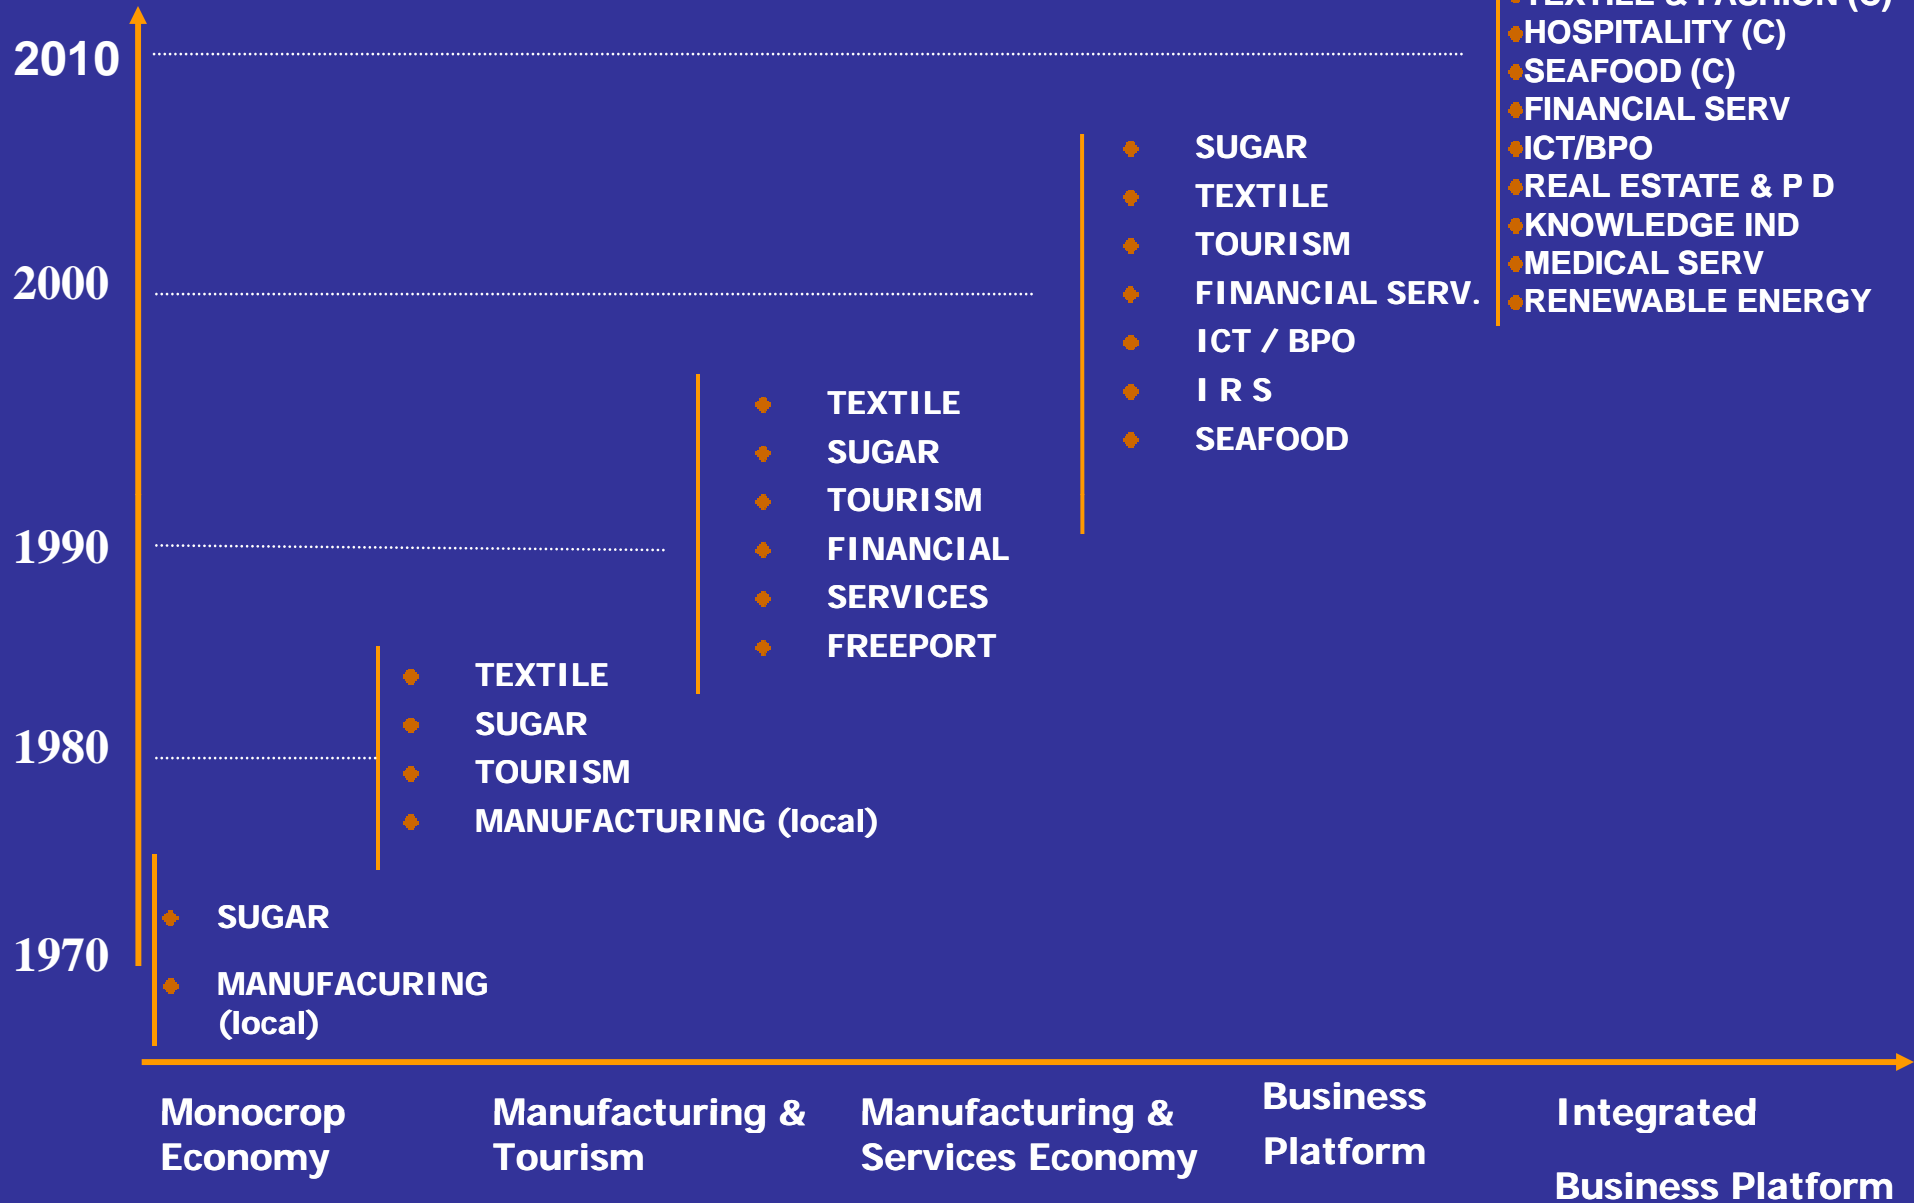 2010
2000
1990
1980
1970
TEXTILE & FASHION (C)
HOSPITALITY (C)
SEAFOOD (C)
FINANCIAL SERV
ICT/BPO
REAL ESTATE & P D
KNOWLEDGE IND
MEDICAL SERV
RENEWABLE ENERGY
SUGAR
TEXTILE
TOURISM
FINANCIAL SERV.
ICT / BPO
I R S
SEAFOOD
TEXTILE
SUGAR
TOURISM
FINANCIAL
SERVICES
FREEPORT
TEXTILE
SUGAR
TOURISM
MANUFACTURING (local)
SUGAR
MANUFACURING
(local)
Monocrop
Economy
Manufacturing &
Tourism
Manufacturing &
Services Economy
Business
Platform
Integrated
Business Platform